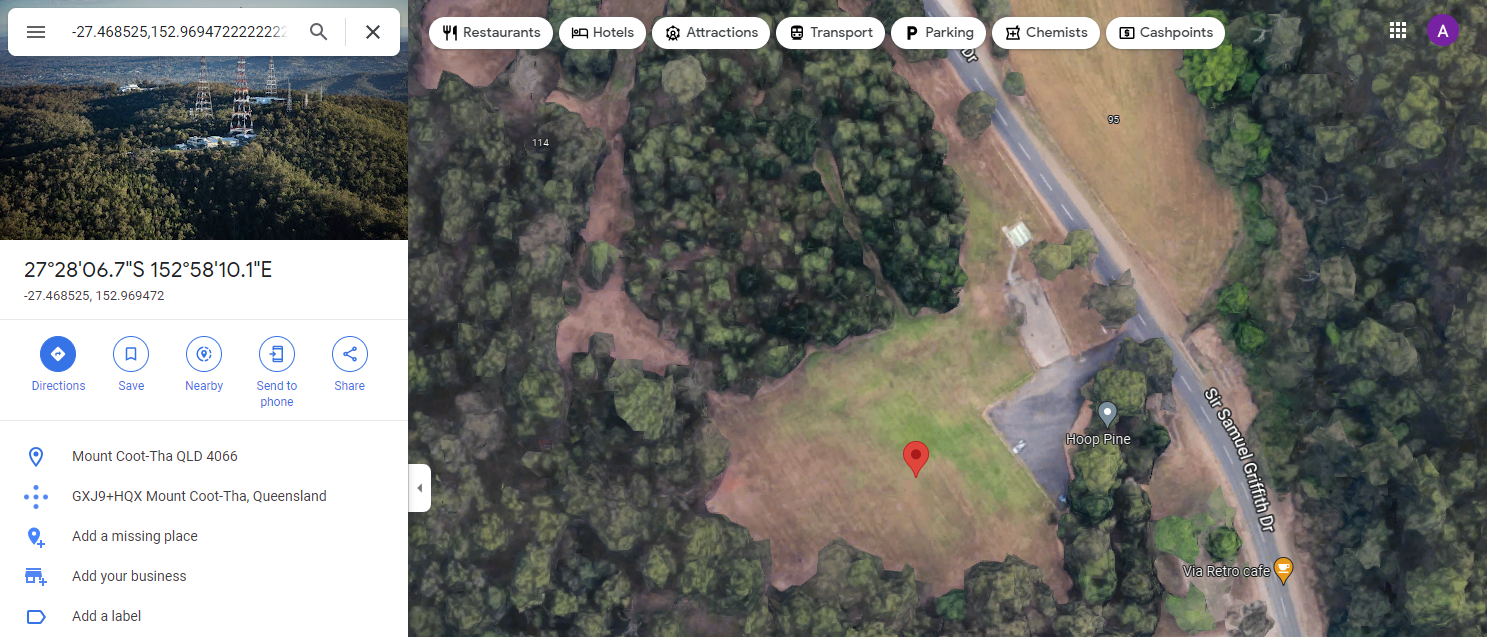 -27.468525,152.9694722222222
Restaurants
Hotels
Attractions
Transport
Parking
Chemists
Cashpoints
A
Dr
95
114
27°28'06.7"S 152°58'10.1"E
-27.468525, 152.969472
Directions
Save
Nearby
Send to
phone
Share
Hoop Pine
Sir Samuel Griffith Dr
Mount Coot-Tha QLD 4066
GXJ9+HQX Mount Coot-Tha, Queensland
Add a missing place
Via Retro cafe
Add your business
Add a label